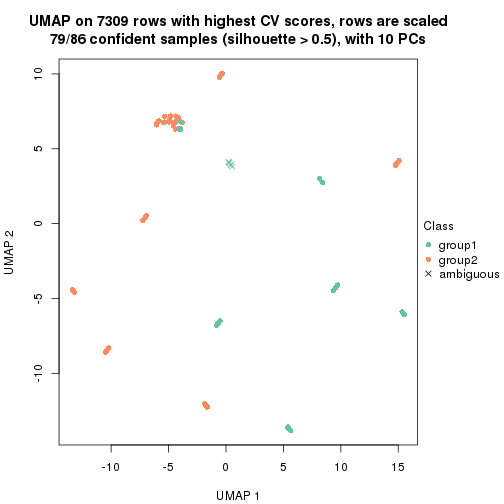 UMAP on 7309 rows with highest CV scores, rows are scaled
79/86 confident samples (silhouette > 0.5), with 10 PCs
10
5
0
-5
-10
UMAP 2
-10
-5
0
5
10
15
UMAP 1
Class
group1
group2
ambiguous